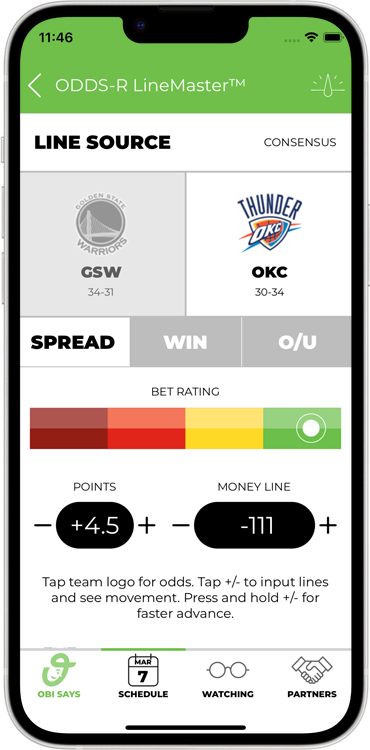 11:46
ODDS-R LineMaster™
LINE SOURCE
CONSENSUS
GOLDEN STATE
WARRIORS
THUNDER
OKC
GSW
OKC
34-31
30-34
SPREAD
WIN
O/U
BET RATING
POINTS
MONEY LINE
− +4.5 +
− -111 +
Tap team logo for odds. Tap +/- to input lines
and see movement. Press and hold +/- for
faster advance.
MAR
7
OBI SAYS
SCHEDULE
WATCHING
PARTNERS